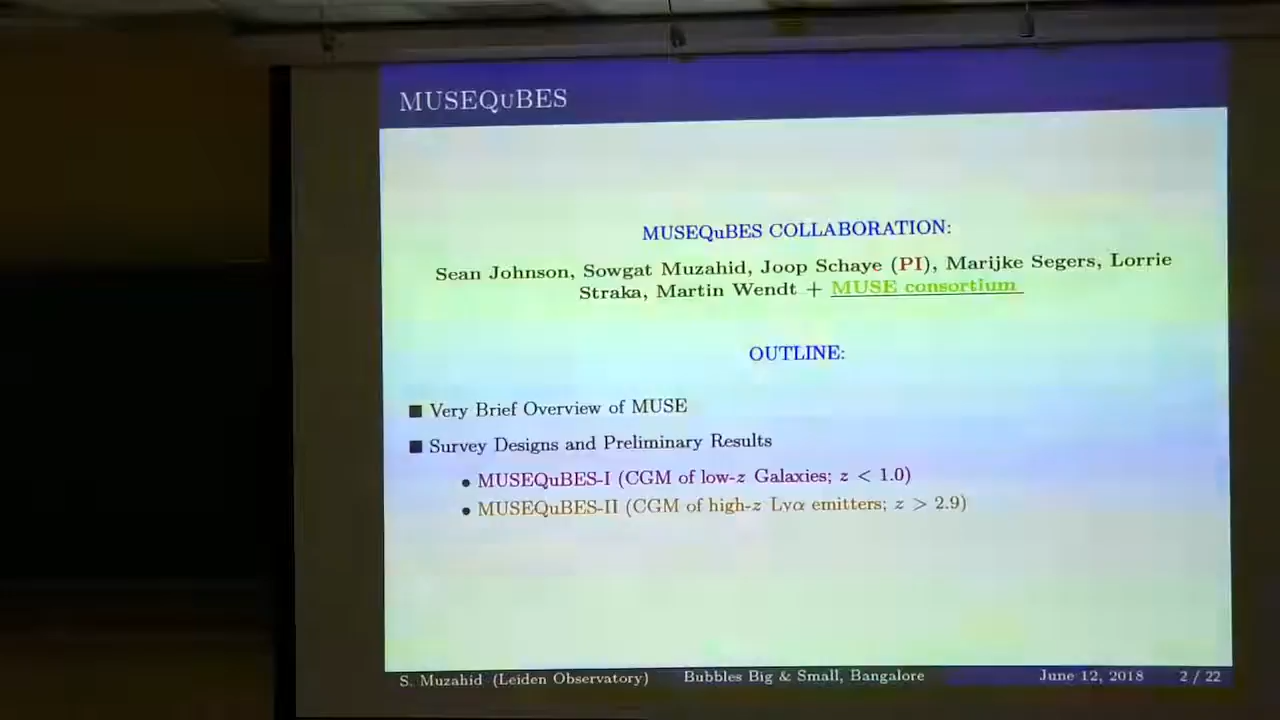 MUSEQuBES
MUSEQuBES COLLABORATION:
Sean Johnson, Sowgat Muzahid, Joop Schaye (PI), Marijke Segers, Lorrie
Straka, Martin Wendt + MUSE consortium
OUTLINE:
Very Brief Overview of MUSE
Survey Designs and Preliminary Results
• MUSEQuBES-I (CGM of low-z Galaxies; z < 1.0)
• MUSEQuBES-II (CGM of high-z Lyα emitters; z > 2.9)
S. Muzahid (Leiden Observatory) Bubbles Big & Small, Bangalore June 12, 2018 2 / 22